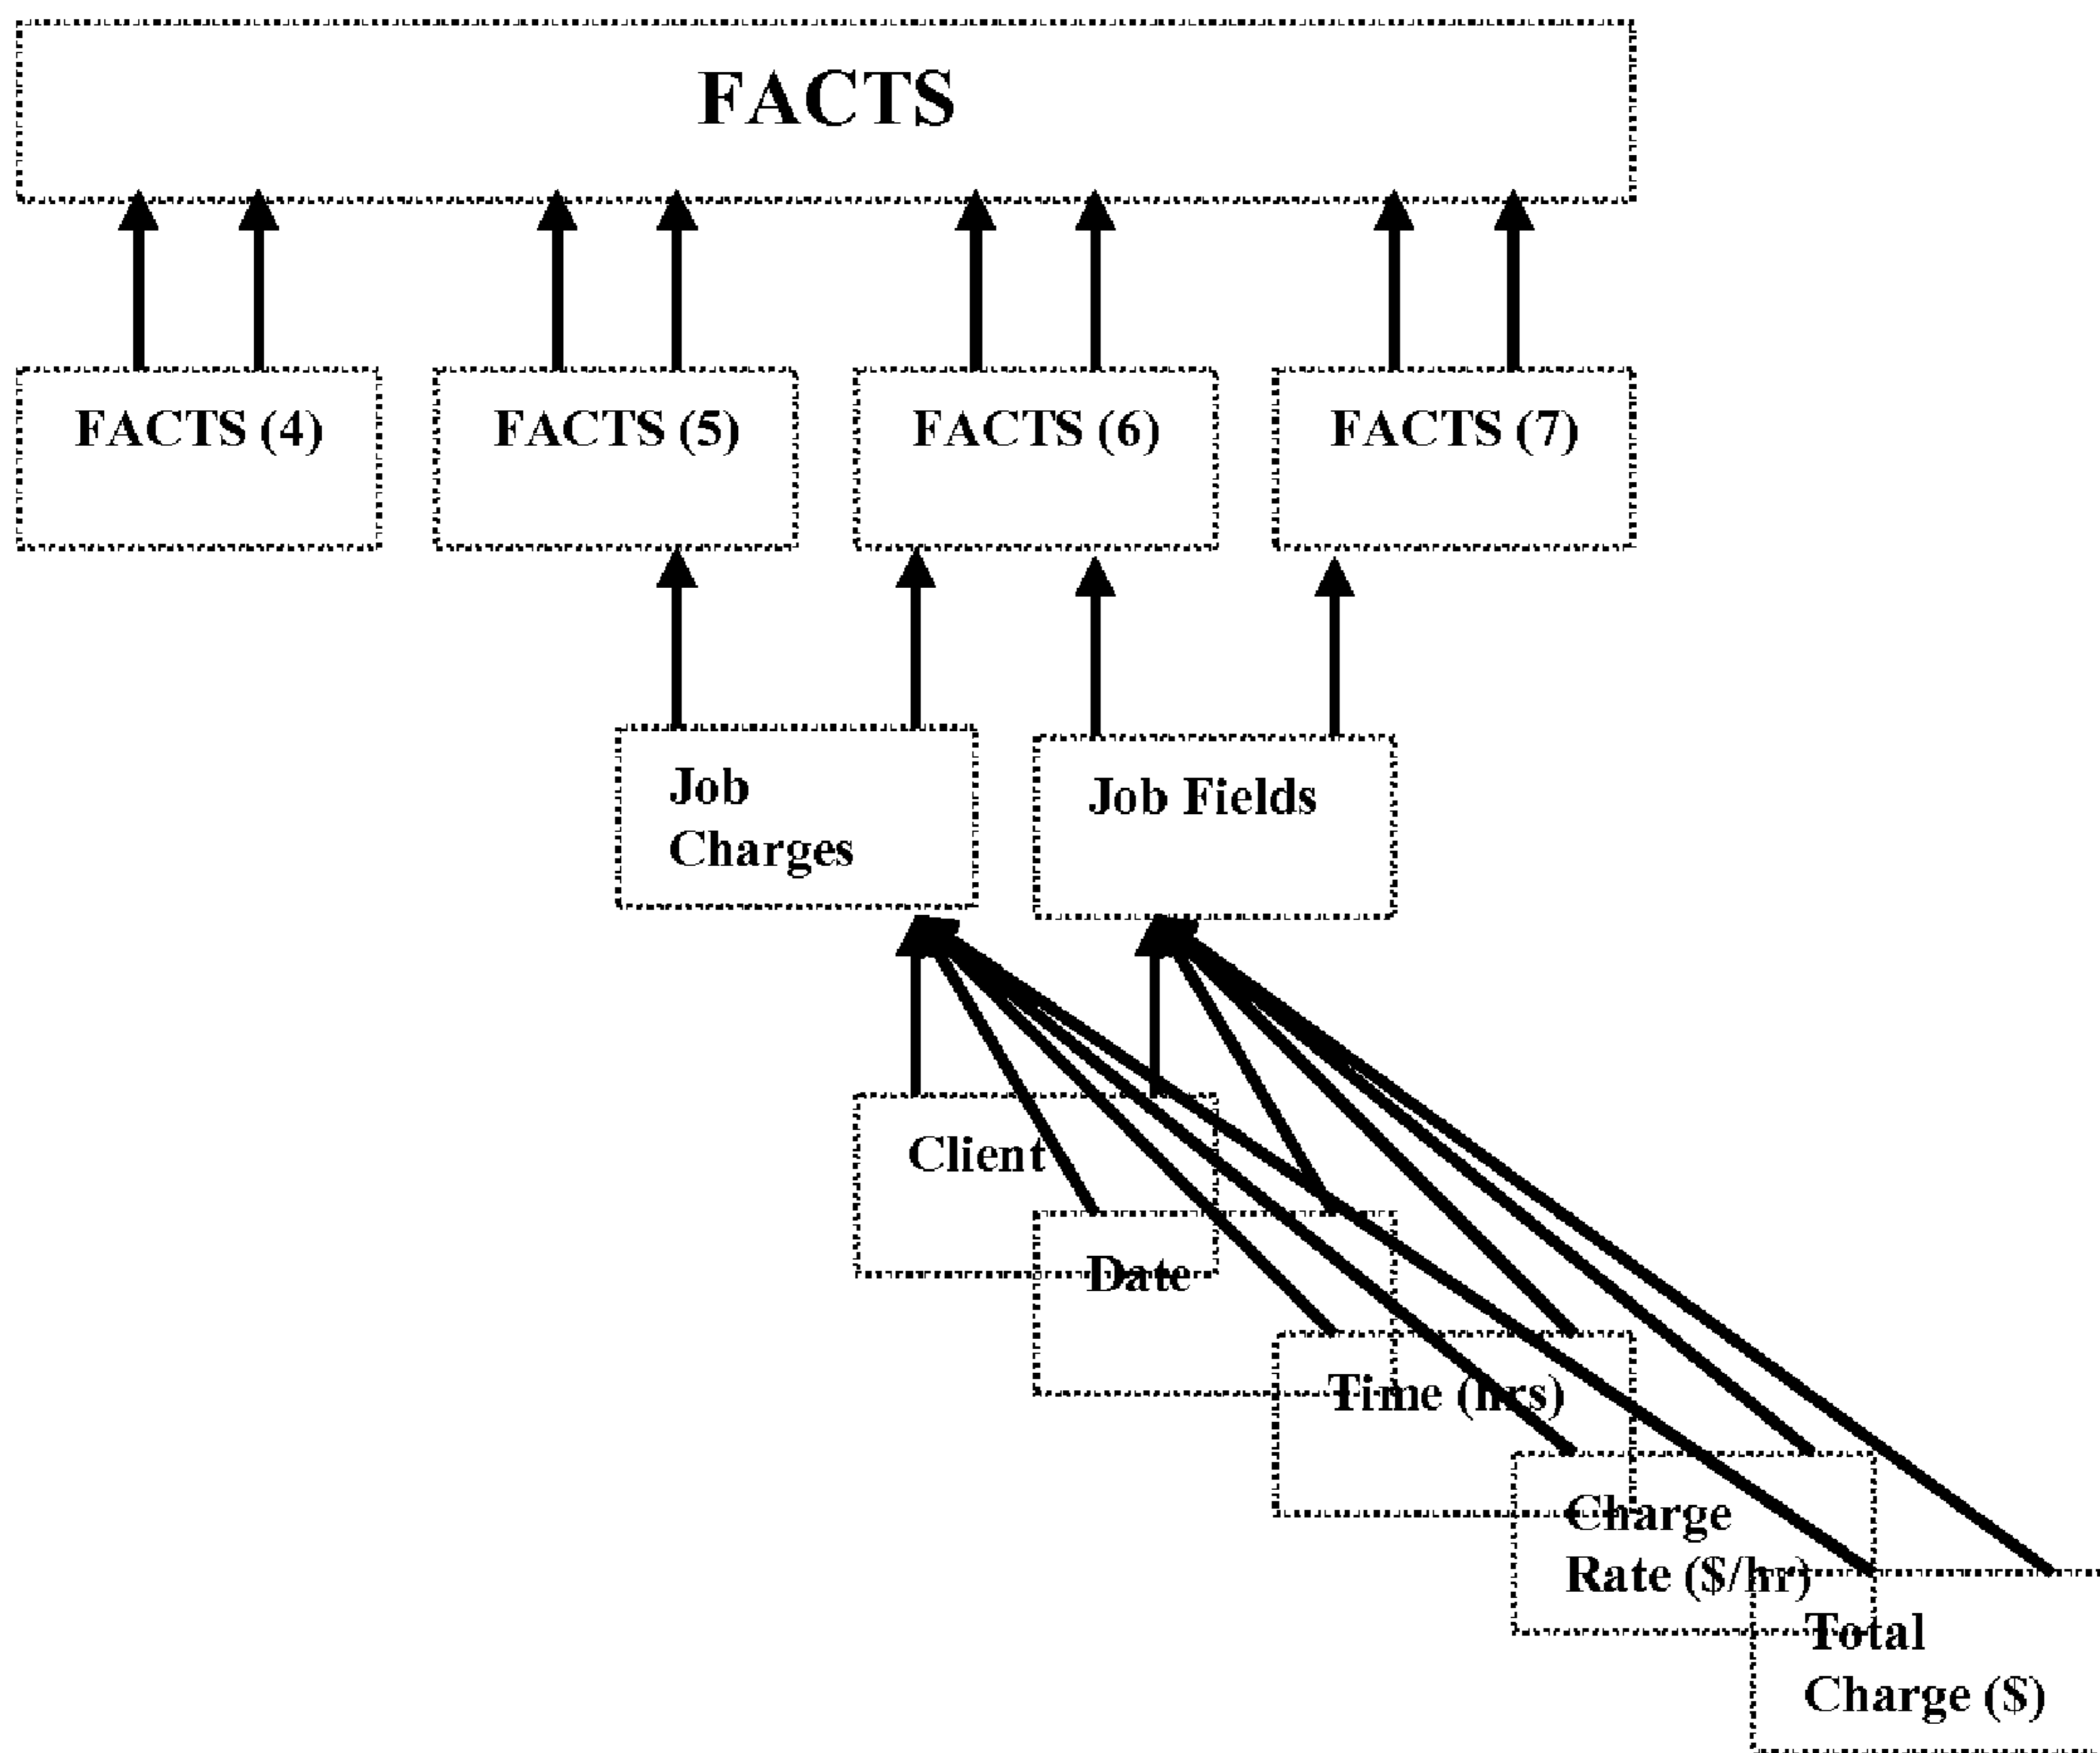 FACTS
FACTS (4)
FACTS (5)
FACTS (6)
FACTS (7)
Job
Charges
Job Fields
Client
Date
Time (hrs)
Charge
Rate ($/hr)
Total
Charge ($)